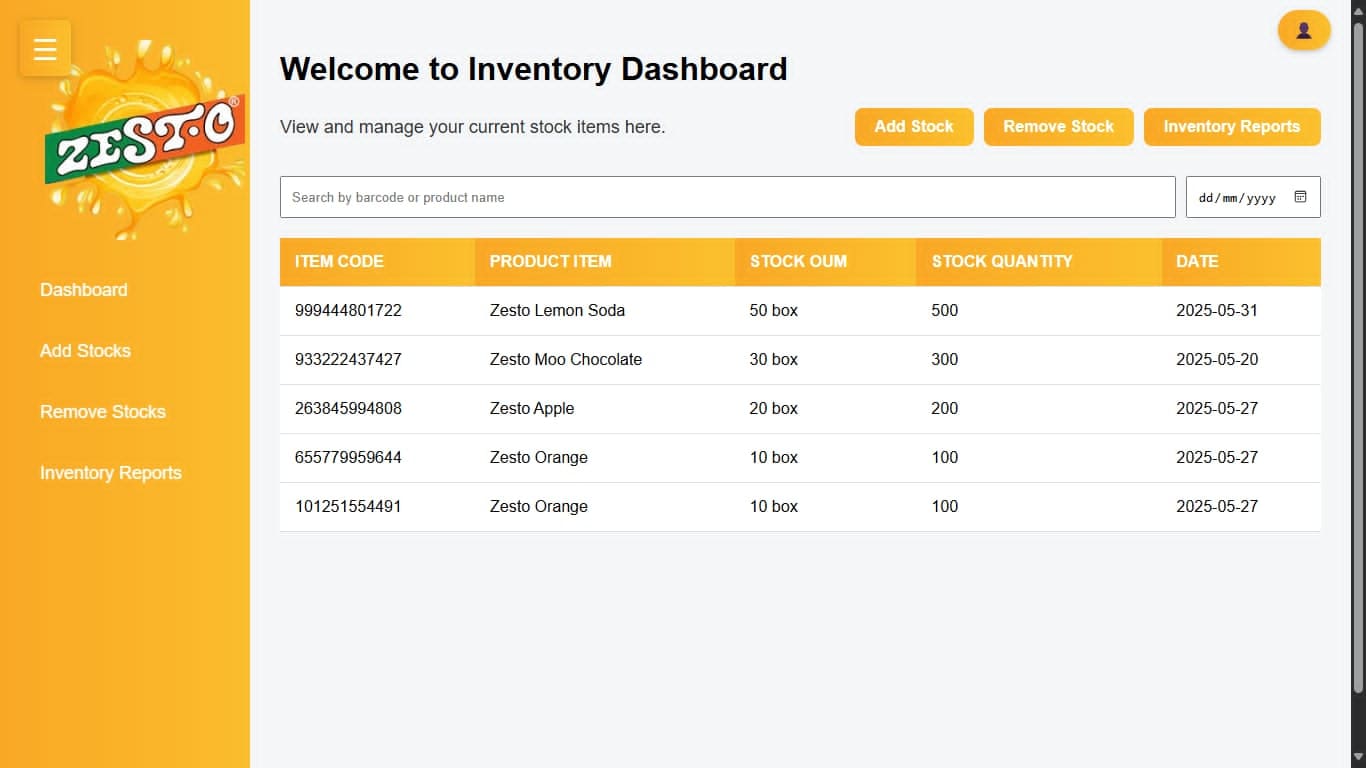 ZEST·O®
Welcome to Inventory Dashboard
View and manage your current stock items here.
Add Stock Remove Stock Inventory Reports
Search by barcode or product name dd/mm/yyyy
ITEM CODE PRODUCT ITEM STOCK OUM STOCK QUANTITY DATE
999444801722 Zesto Lemon Soda 50 box 500 2025-05-31
933222437427 Zesto Moo Chocolate 30 box 300 2025-05-20
263845994808 Zesto Apple 20 box 200 2025-05-27
655779959644 Zesto Orange 10 box 100 2025-05-27
101251554491 Zesto Orange 10 box 100 2025-05-27
Dashboard
Add Stocks
Remove Stocks
Inventory Reports